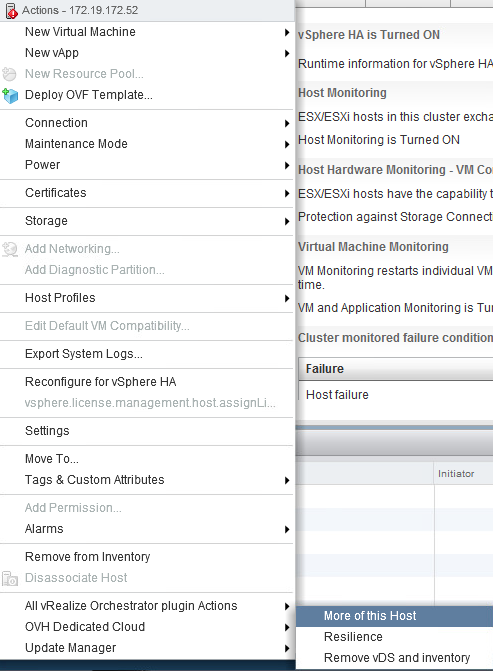 Actions - 172.19.172.52
New Virtual Machine
New vApp
New Resource Pool...
Deploy OVF Template...
Connection
Maintenance Mode
Power
Certificates
Storage
Add Networking...
Add Diagnostic Partition...
Host Profiles
Edit Default VM Compatibility...
Export System Logs...
Reconfigure for vSphere HA
vsphere.license.management.host.assignLi...
Settings
Move To...
Tags & Custom Attributes
Add Permission...
Alarms
Remove from Inventory
Disassociate Host
All vRealize Orchestrator plugin Actions
OVH Dedicated Cloud
Update Manager
vSphere HA is Turned ON
Runtime information for vSphere HA
Host Monitoring
ESX/ESXi hosts in this cluster excha
Host Monitoring is Turned ON
Host Hardware Monitoring - VM Co
ESX/ESXi hosts have the capability t
Protection against Storage Connect
Virtual Machine Monitoring
VM Monitoring restarts individual VM
time.
VM and Application Monitoring is Tu
Cluster monitored failure condition
Failure
Host failure
Initiator
More of this Host
Resilience
Remove vDS and inventory